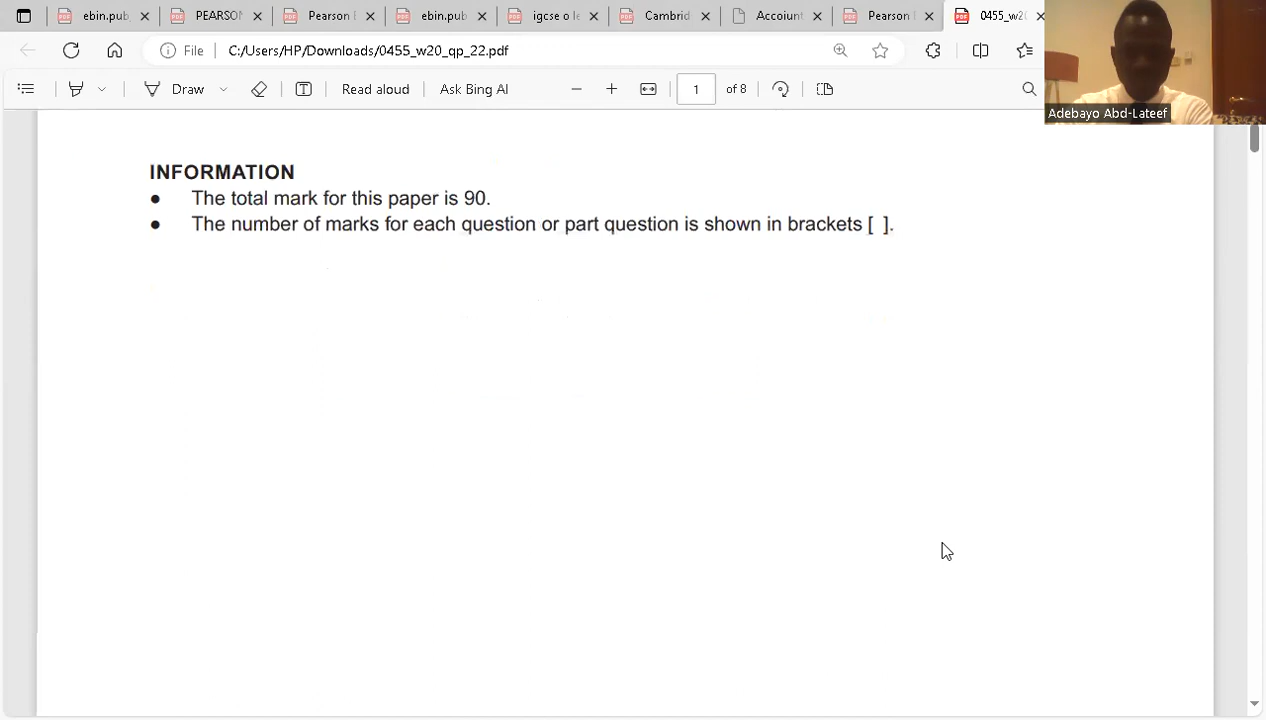 ebin.pub
PEARSON
Pearson E
ebin.pub
igcse o le
Cambrid
Account
Pearson
0455_w20
File
C:/Users/HP/Downloads/0455_w20_qp_22.pdf
Draw
Read aloud
Ask Bing AI
1
of 8
Adebayo Abd-Lateef
INFORMATION
● The total mark for this paper is 90.
● The number of marks for each question or part question is shown in brackets [ ].